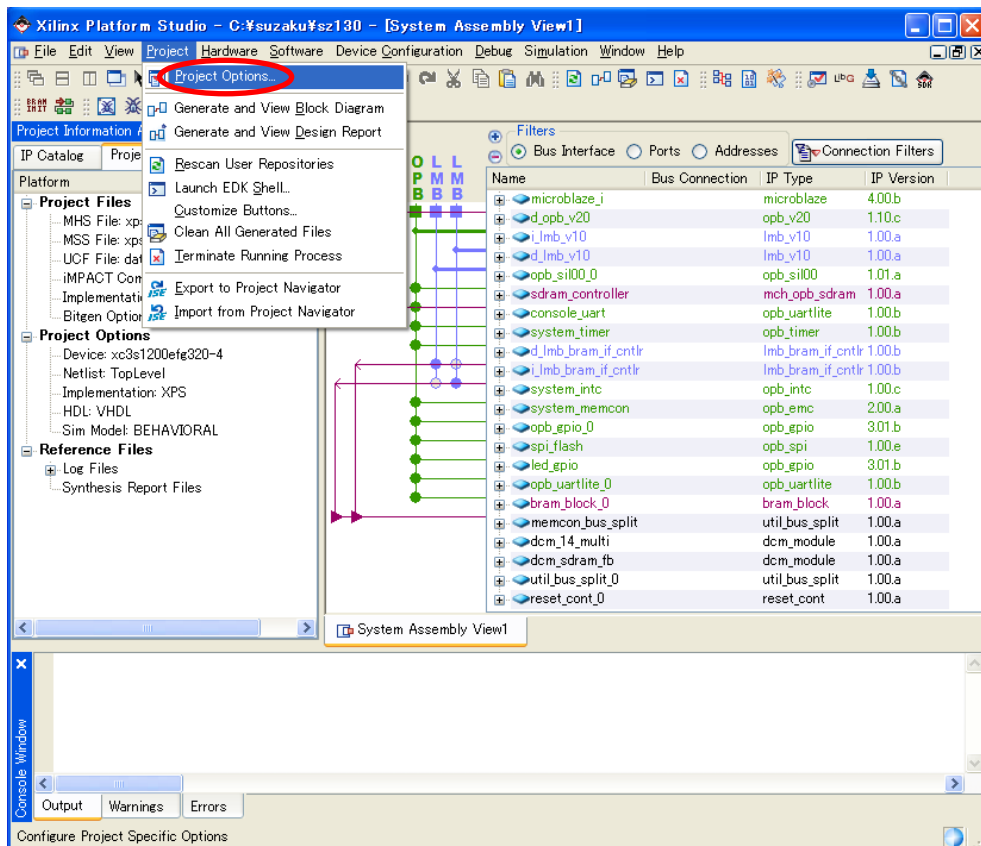 Xilinx Platform Studio - C:¥suzaku¥sz130 - [System Assembly View1]
File Edit View Project Hardware Software Device Configuration Debug Simulation Window Help
Project Options...
Generate and View Block Diagram
Generate and View Design Report
Rescan User Repositories
Launch EDK Shell...
Customize Buttons...
Clean All Generated Files
Terminate Running Process
Export to Project Navigator
Import from Project Navigator
Project Information
IP Catalog
Platform
Project Files
MHS File:
MSS File:
UCF File:
iMPACT
Bitgen
Project Options
Device: xc3s1200efg320-4
Netlist: TopLevel
Implementation: XPS
HDL: VHDL
Sim Model: BEHAVIORAL
Reference Files
Log Files
Synthesis Report Files
O L L
P M M
B B B
Filters
Bus Interface Ports Addresses Connection Filters
Name Bus Connection IP Type IP Version
microblaze_i microblaze 4.00.b
d_opb_v20 opb_v20 1.10.c
i_lmb_v10 lmb_v10 1.00.a
d_lmb_v10 lmb_v10 1.00.a
opb_sil00_0 opb_sil00 1.01.a
sdram_controller mch_opb_sdram 1.00.a
console_uart opb_uartlite 1.00.b
system_timer opb_timer 1.00.b
d_lmb_bram_if_cntlr lmb_bram_if_cntlr 1.00.b
i_lmb_bram_if_cntlr lmb_bram_if_cntlr 1.00.b
system_intc opb_intc 1.00.c
system_memcon opb_emc 2.00.a
opb_gpio_0 opb_gpio 3.01.b
spi_flash opb_spi 1.00.e
led_gpio opb_gpio 3.01.b
opb_uartlite_0 opb_uartlite 1.00.b
bram_block_0 bram_block 1.00.a
memcon_bus_split util_bus_split 1.00.a
dcm_14_multi dcm_module 1.00.a
dcm_sdram_fb dcm_module 1.00.a
util_bus_split_0 util_bus_split 1.00.a
reset_cont_0 reset_cont 1.00.a
System Assembly View1
Console Window
Output Warnings Errors
Configure Project Specific Options